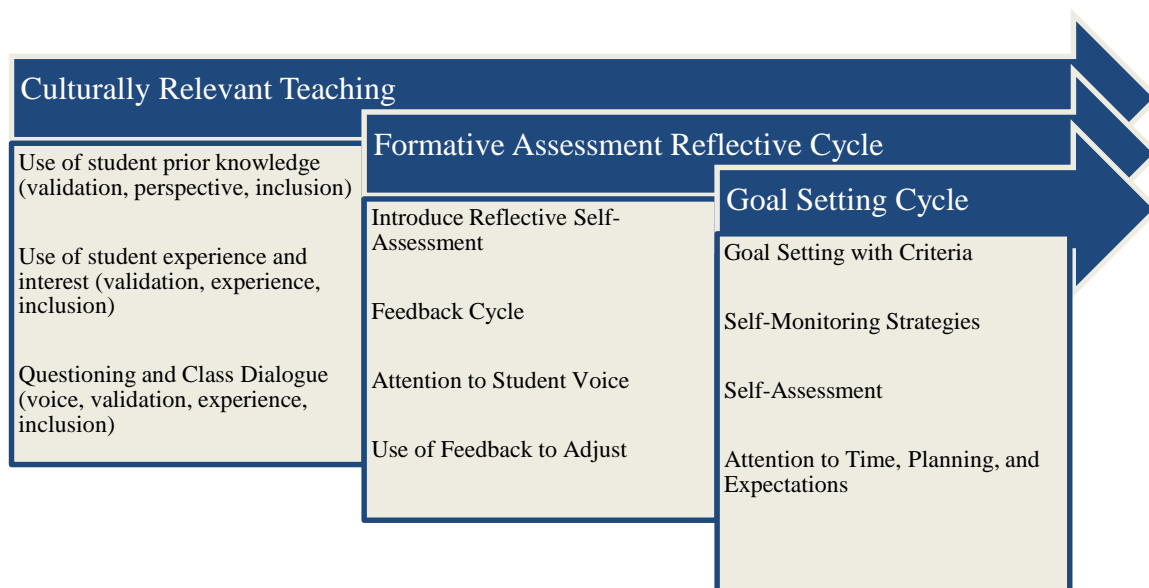 Culturally Relevant Teaching
Use of student prior knowledge
(validation, perspective, inclusion)
Use of student experience and
interest (validation, experience,
inclusion)
Questioning and Class Dialogue
(voice, validation, experience,
inclusion)
Formative Assessment Reflective Cycle
Introduce Reflective Self-
Assessment
Feedback Cycle
Attention to Student Voice
Use of Feedback to Adjust
Goal Setting Cycle
Goal Setting with Criteria
Self-Monitoring Strategies
Self-Assessment
Attention to Time, Planning, and
Expectations